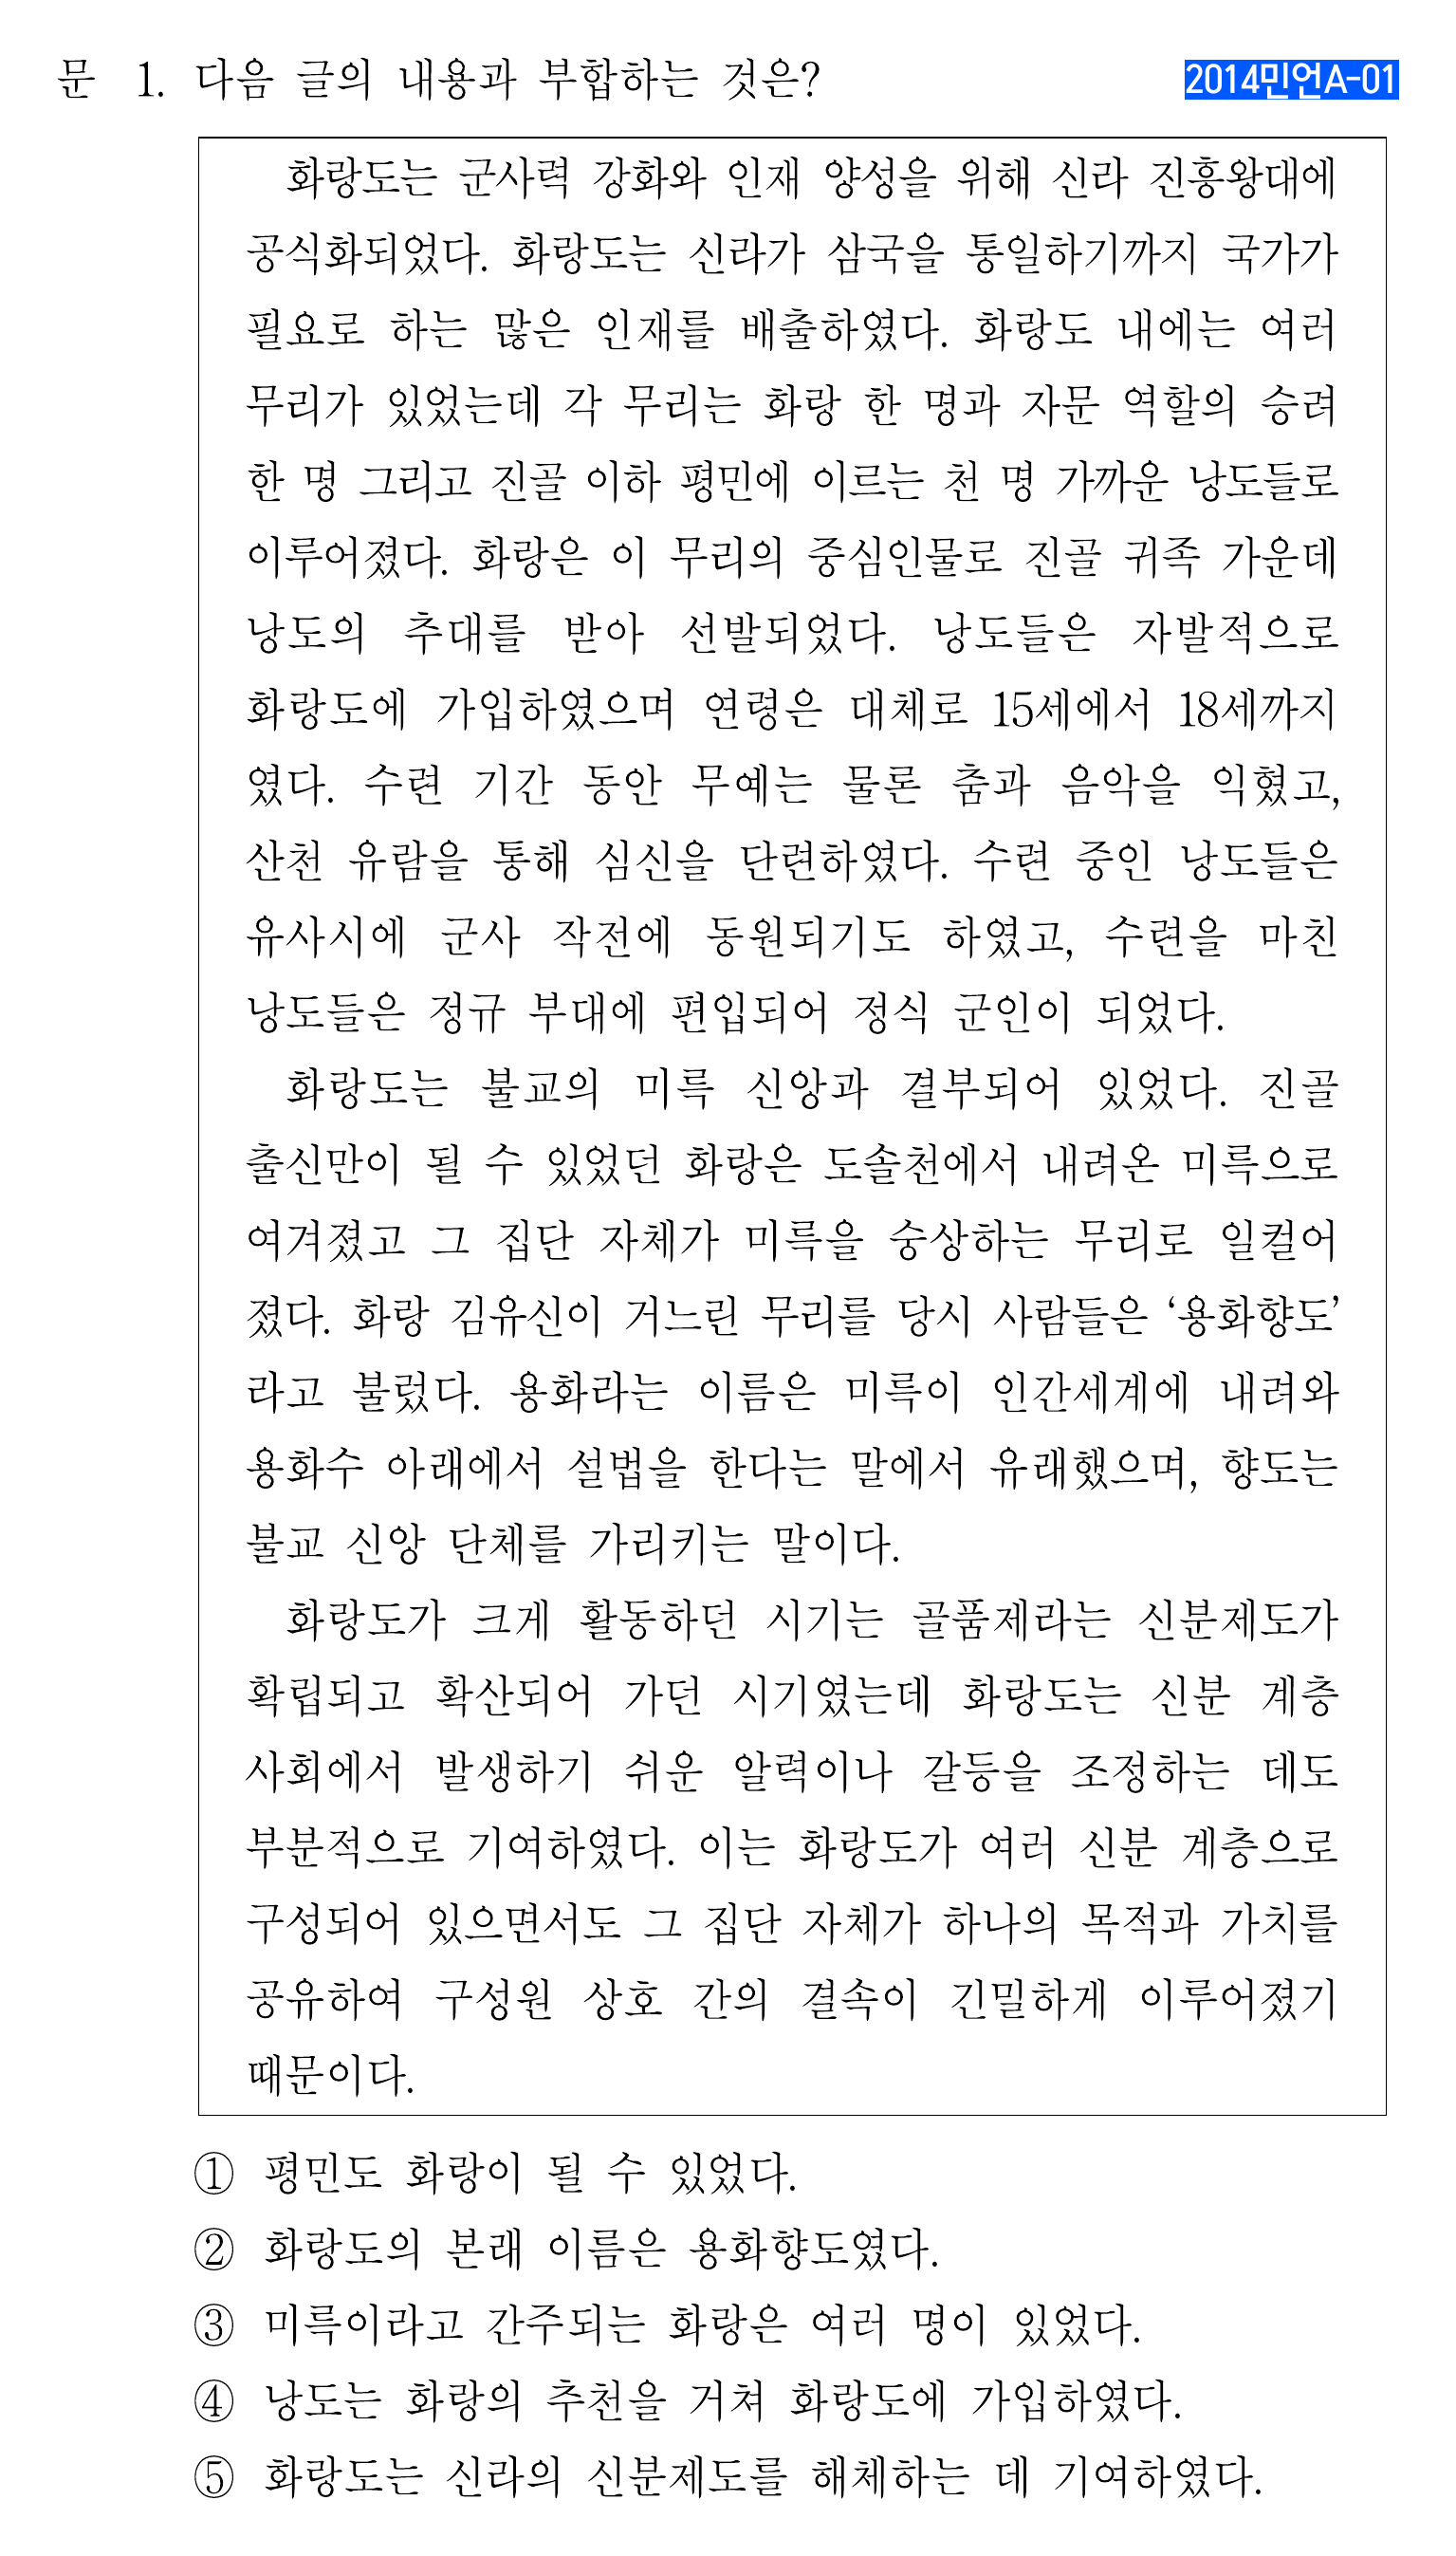 문 1. 다음 글의 내용과 부합하는 것은?
2014민언A-01
화랑도는 군사력 강화와 인재 양성을 위해 신라 진흥왕대에
공식화되었다. 화랑도는 신라가 삼국을 통일하기까지 국가가
필요로 하는 많은 인재를 배출하였다. 화랑도 내에는 여러
무리가 있었는데 각 무리는 화랑 한 명과 자문 역할의 승려
한 명 그리고 진골 이하 평민에 이르는 천 명 가까운 낭도들로
이루어졌다. 화랑은 이 무리의 중심인물로 진골 귀족 가운데
낭도의 추대를 받아 선발되었다. 낭도들은 자발적으로
화랑도에 가입하였으며 연령은 대체로 15세에서 18세까지
였다. 수련 기간 동안 무예는 물론 춤과 음악을 익혔고,
산천 유람을 통해 심신을 단련하였다. 수련 중인 낭도들은
유사시에 군사 작전에 동원되기도 하였고, 수련을 마친
낭도들은 정규 부대에 편입되어 정식 군인이 되었다.
화랑도는 불교의 미륵 신앙과 결부되어 있었다. 진골
출신만이 될 수 있었던 화랑은 도솔천에서 내려온 미륵으로
여겨졌고 그 집단 자체가 미륵을 숭상하는 무리로 일컬어
졌다. 화랑 김유신이 거느린 무리를 당시 사람들은 ‘용화향도’
라고 불렀다. 용화라는 이름은 미륵이 인간세계에 내려와
용화수 아래에서 설법을 한다는 말에서 유래했으며, 향도는
불교 신앙 단체를 가리키는 말이다.
화랑도가 크게 활동하던 시기는 골품제라는 신분제도가
확립되고 확산되어 가던 시기였는데 화랑도는 신분 계층
사회에서 발생하기 쉬운 알력이나 갈등을 조정하는 데도
부분적으로 기여하였다. 이는 화랑도가 여러 신분 계층으로
구성되어 있으면서도 그 집단 자체가 하나의 목적과 가치를
공유하여 구성원 상호 간의 결속이 긴밀하게 이루어졌기
때문이다.
① 평민도 화랑이 될 수 있었다.
② 화랑도의 본래 이름은 용화향도였다.
③ 미륵이라고 간주되는 화랑은 여러 명이 있었다.
④ 낭도는 화랑의 추천을 거쳐 화랑도에 가입하였다.
⑤ 화랑도는 신라의 신분제도를 해체하는 데 기여하였다.